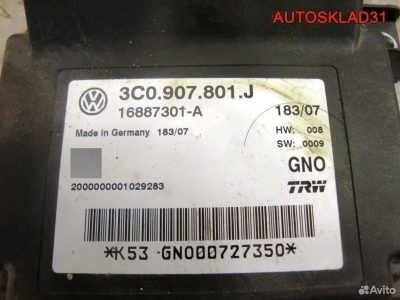 AUTOSKLAD31
3C0.907.801.J
16887301-A
183/07
Made in Germany 183/07
HW: 008
SW: 0009
GNO
TRW
2000000001029283
*K53 GNO00727350*
Avito